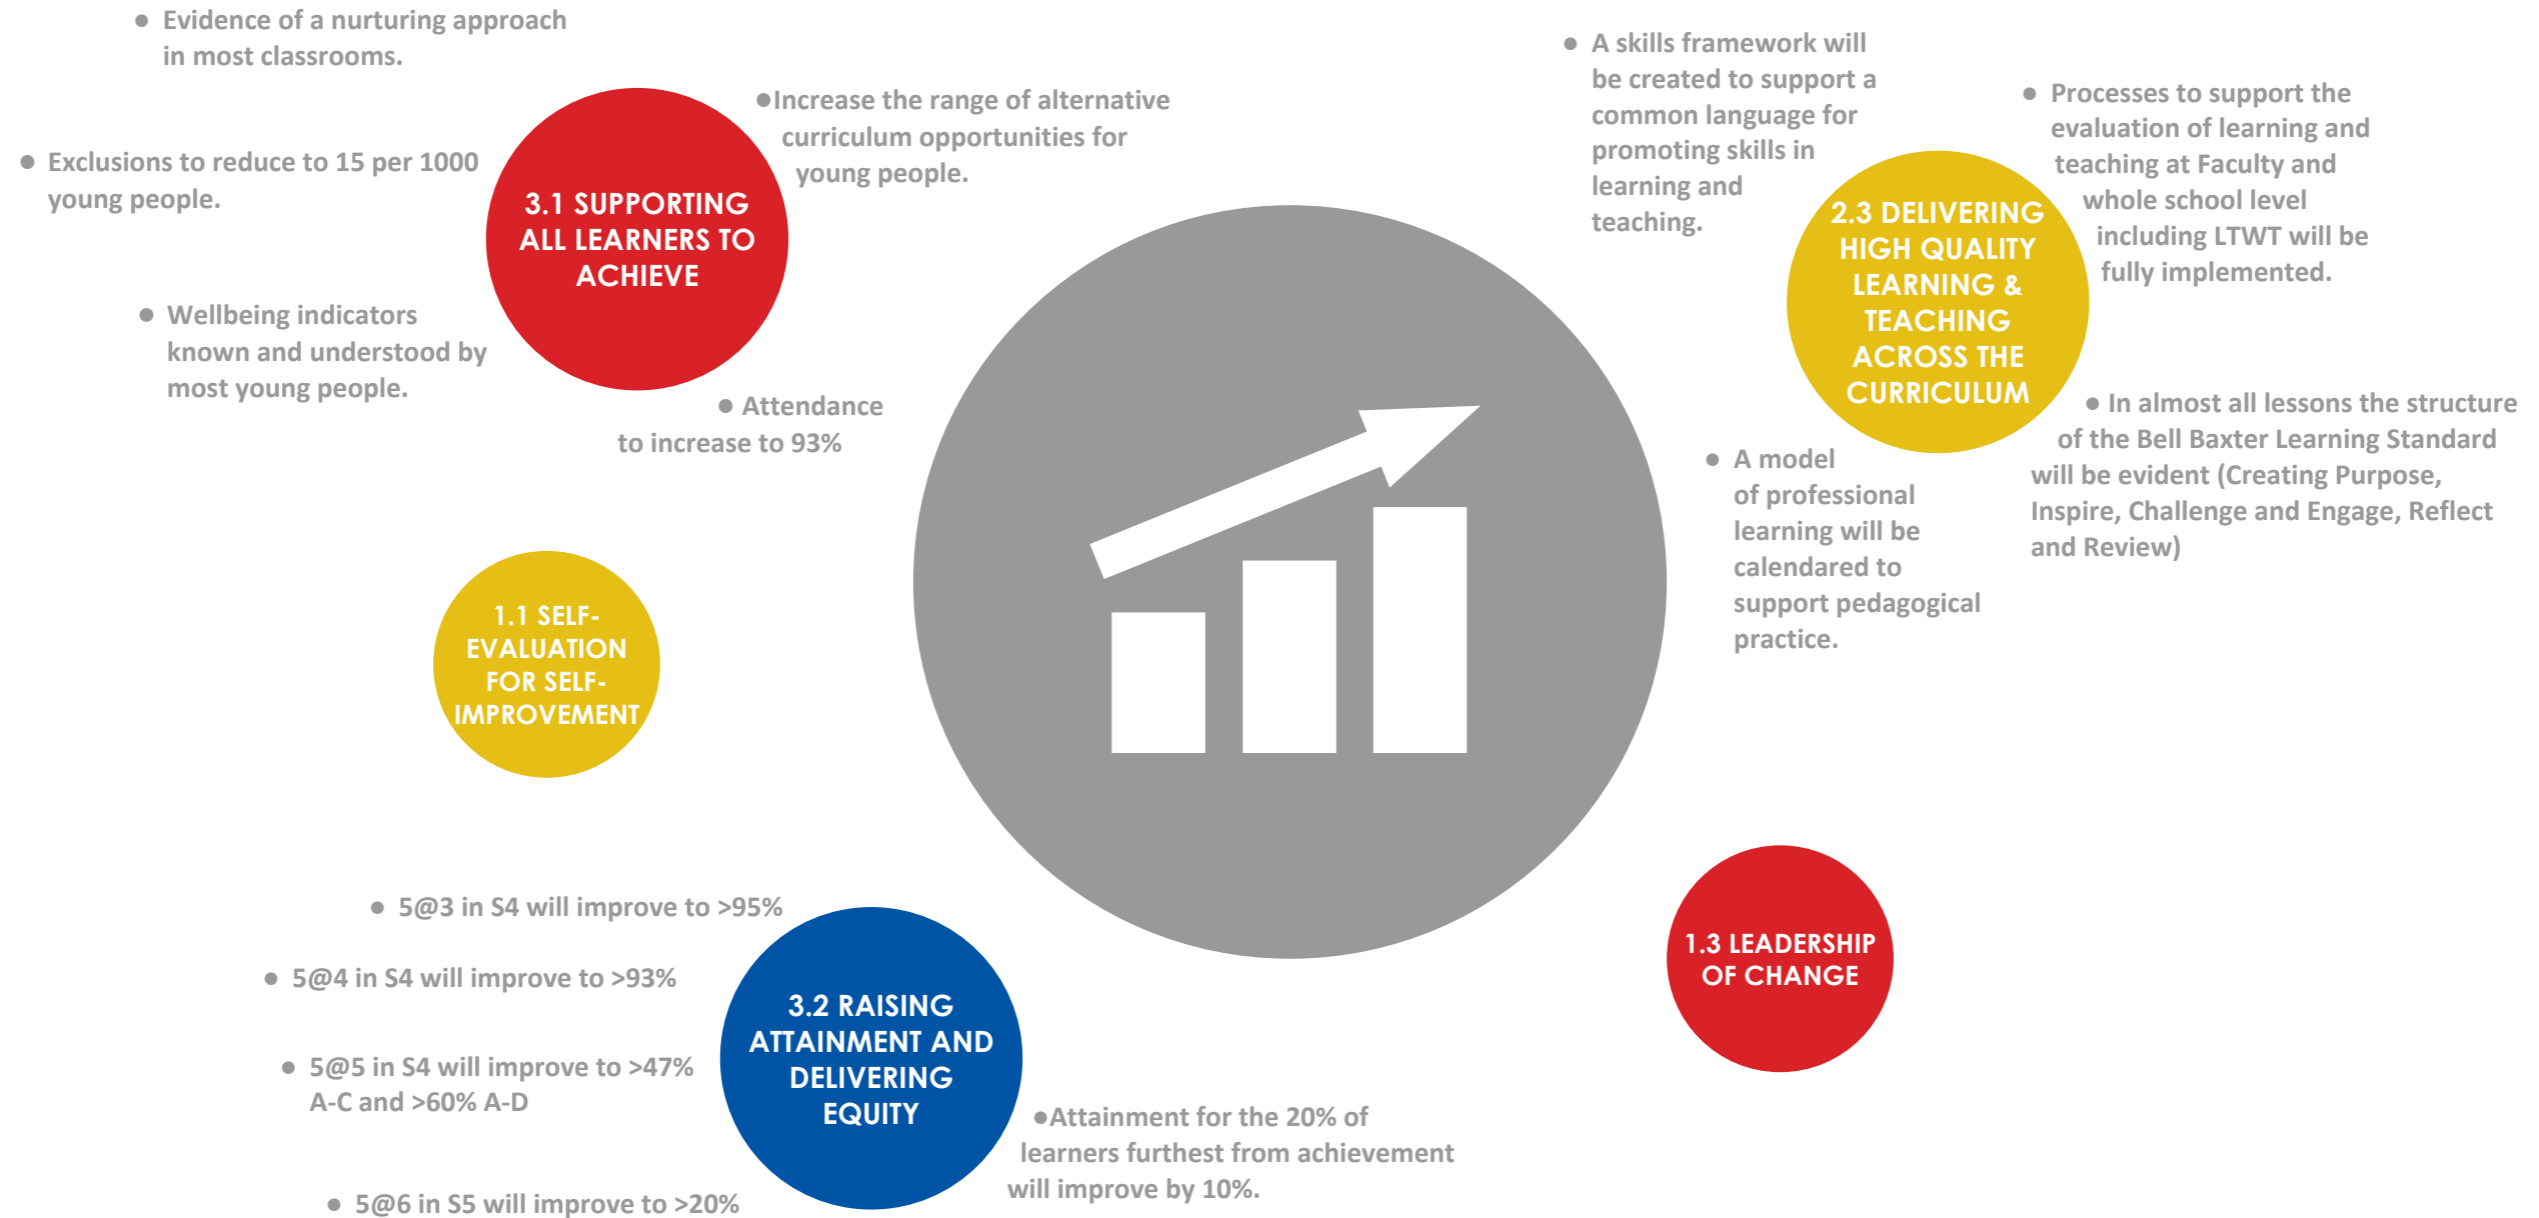 ● Evidence of a nurturing approach
in most classrooms.
● Exclusions to reduce to 15 per 1000
young people.
● Wellbeing indicators
known and understood by
most young people.
3.1 SUPPORTING
ALL LEARNERS TO
ACHIEVE
●Increase the range of alternative
curriculum opportunities for
young people.
● Attendance
to increase to 93%
● A skills framework will
be created to support a
common language for
promoting skills in
learning and
teaching.
2.3 DELIVERING
HIGH QUALITY
LEARNING &
TEACHING
ACROSS THE
CURRICULUM
● Processes to support the
evaluation of learning and
teaching at Faculty and
whole school level
including LTWT will be
fully implemented.
● In almost all lessons the structure
of the Bell Baxter Learning Standard
will be evident (Creating Purpose,
Inspire, Challenge and Engage, Reflect
and Review)
● A model
of professional
learning will be
calendared to
support pedagogical
practice.
1.1 SELF-
EVALUATION
FOR SELF-
IMPROVEMENT
● 5@3 in S4 will improve to >95%
● 5@4 in S4 will improve to >93%
● 5@5 in S4 will improve to >47%
A-C and >60% A-D
● 5@6 in S5 will improve to >20%
3.2 RAISING
ATTAINMENT AND
DELIVERING
EQUITY
●Attainment for the 20% of
learners furthest from achievement
will improve by 10%.
1.3 LEADERSHIP
OF CHANGE